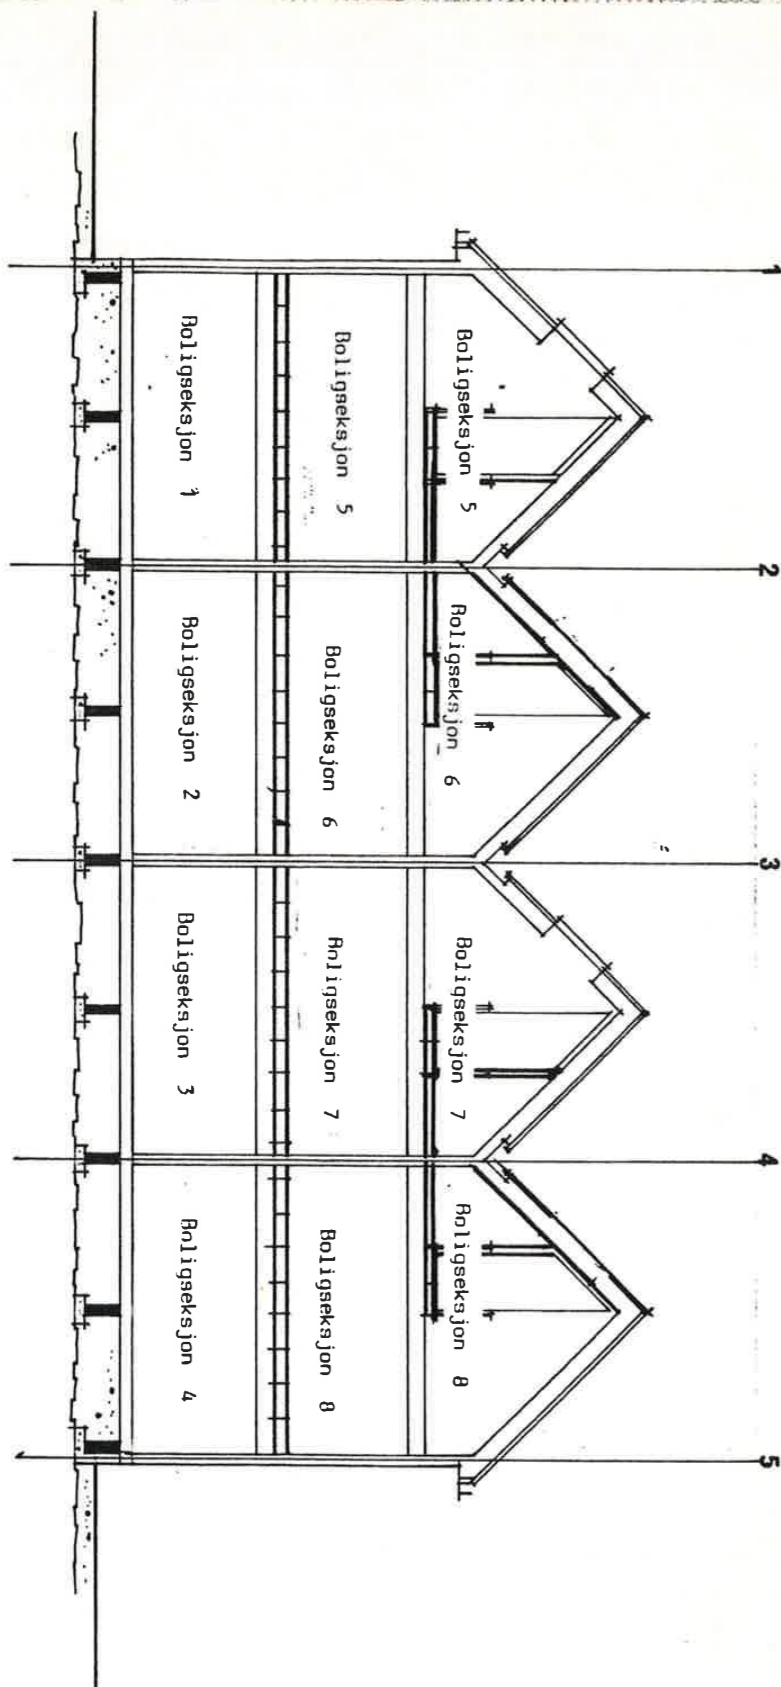 1
2
3
4
5
Boligseksjon 5
Boligseksjon 6
Boligseksjon 7
Boligseksjon 8
Boligseksjon 5
Boligseksjon 6
Boligseksjon 7
Boligseksjon 8
Boligseksjon 1
Boligseksjon 2
Boligseksjon 3
Boligseksjon 4